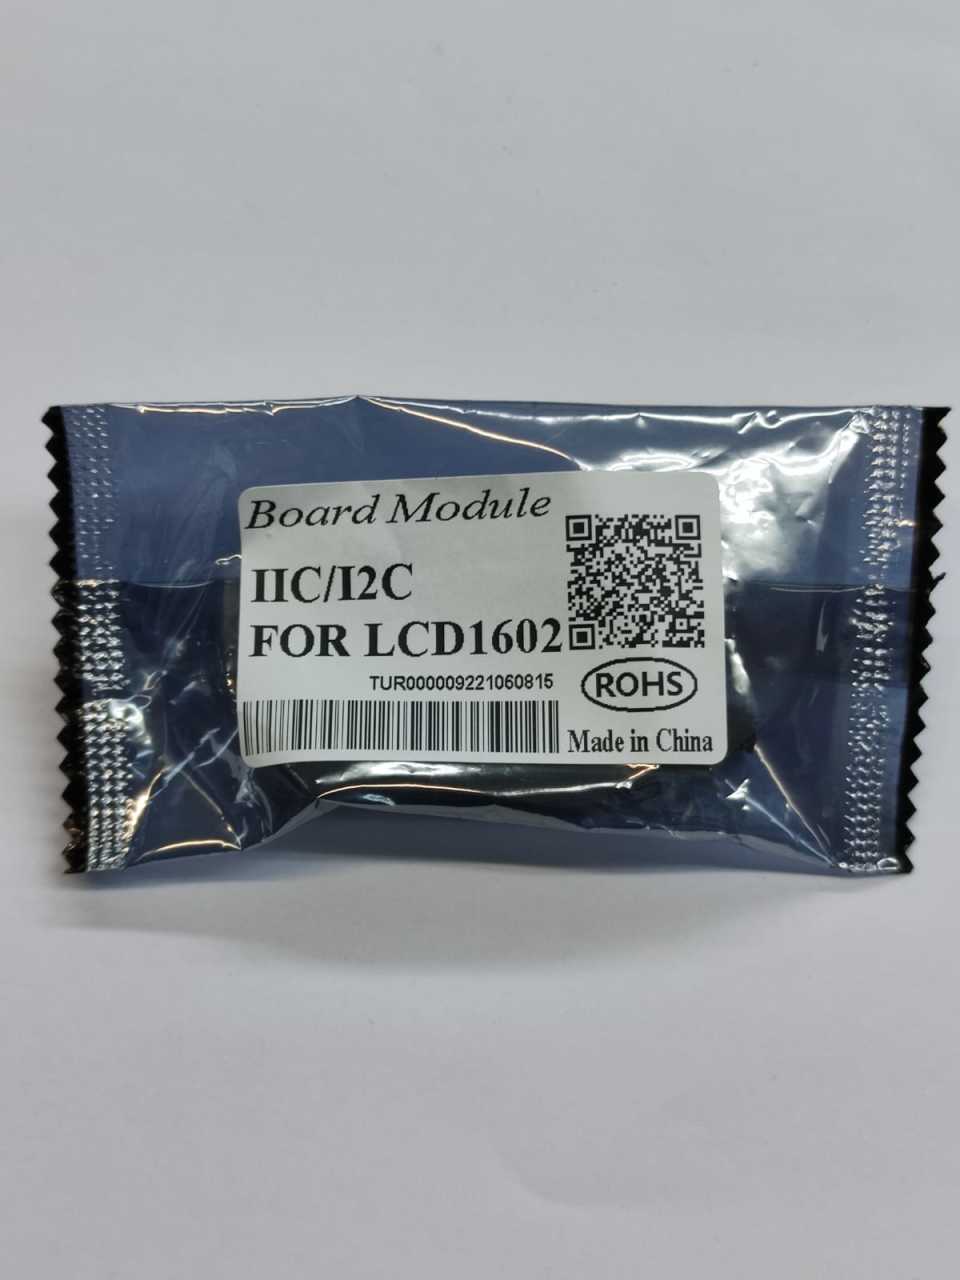 Board Module
IIC/I2C
FOR LCD1602
TUR000009221060815
ROHS
Made in China